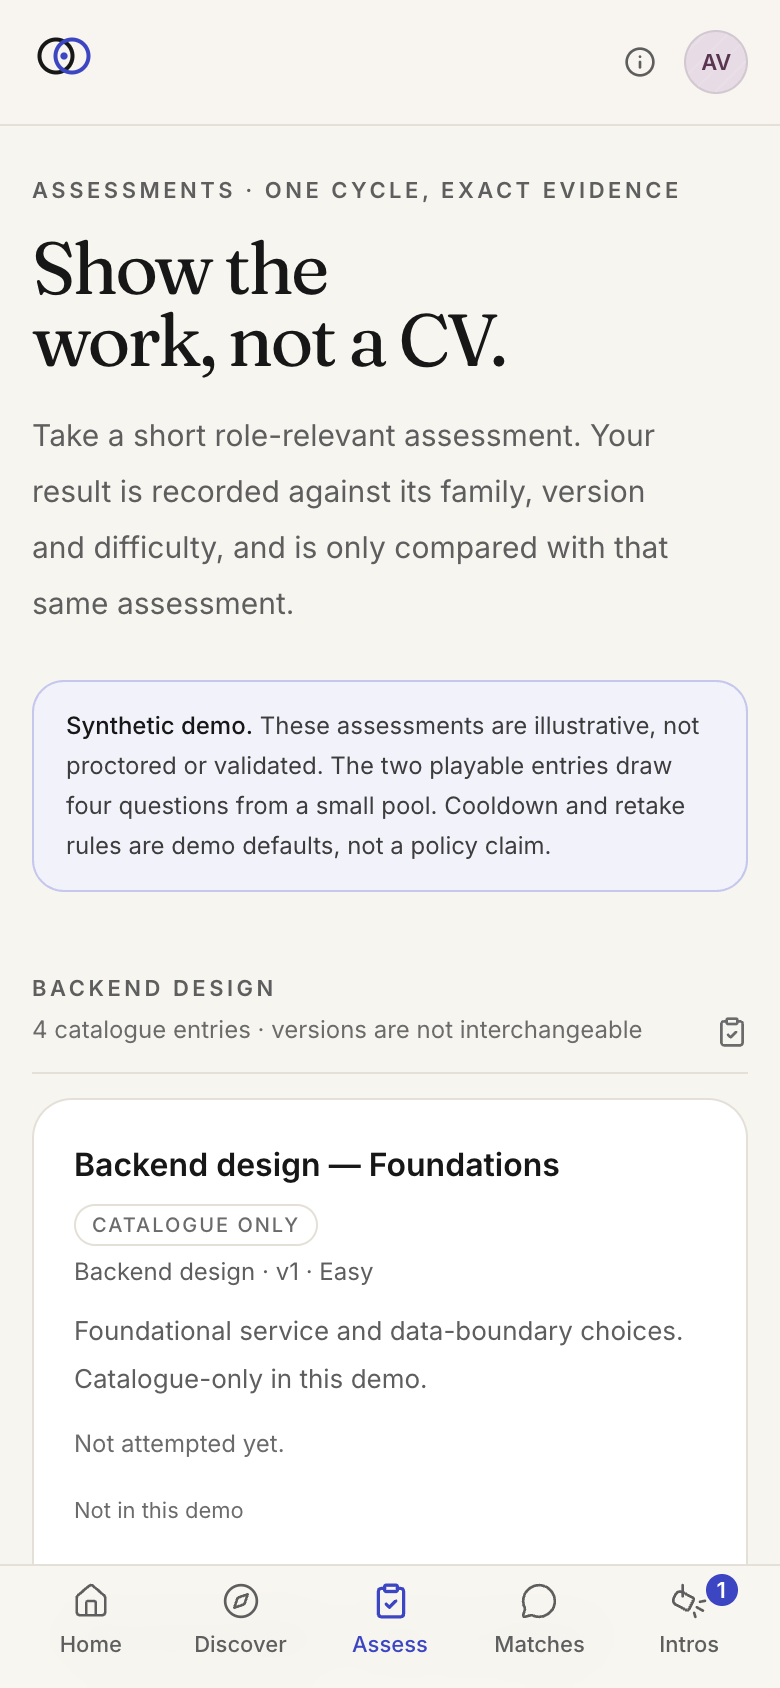 AV
ASSESSMENTS · ONE CYCLE, EXACT EVIDENCE
Show the
work, not a CV.
Take a short role-relevant assessment. Your
result is recorded against its family, version
and difficulty, and is only compared with that
same assessment.
Synthetic demo. These assessments are illustrative, not
proctored or validated. The two playable entries draw
four questions from a small pool. Cooldown and retake
rules are demo defaults, not a policy claim.
BACKEND DESIGN
4 catalogue entries · versions are not interchangeable
Backend design — Foundations
CATALOGUE ONLY
Backend design · v1 · Easy
Foundational service and data-boundary choices.
Catalogue-only in this demo.
Not attempted yet.
Not in this demo
1
Home Discover Assess Matches Intros